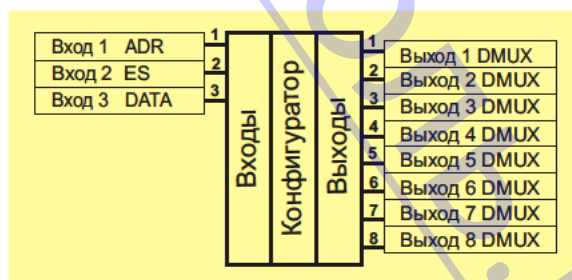 Вход 1 ADR
Вход 2 ES
Вход 3 DATA
1
2
3
Входы
Конфигуратор
Выходы
1
2
3
4
5
6
7
8
Выход 1 DMUX
Выход 2 DMUX
Выход 3 DMUX
Выход 4 DMUX
Выход 5 DMUX
Выход 6 DMUX
Выход 7 DMUX
Выход 8 DMUX